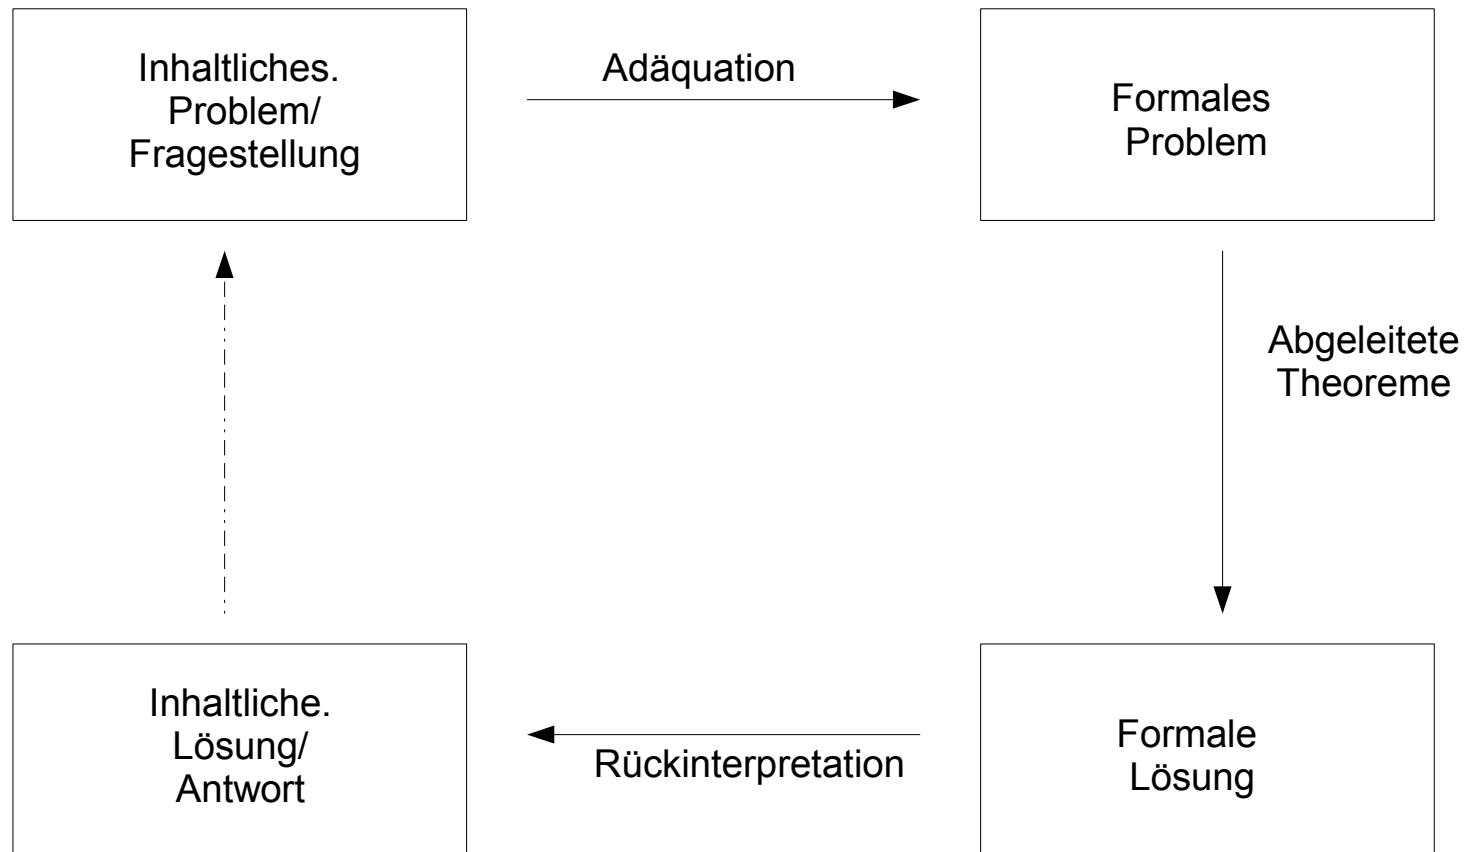 Inhaltliches.
Problem/
Fragestellung
Adäquation
Formales
Problem
Abgeleitete
Theoreme
Inhaltliche.
Lösung/
Antwort
Rückinterpretation
Formale
Lösung